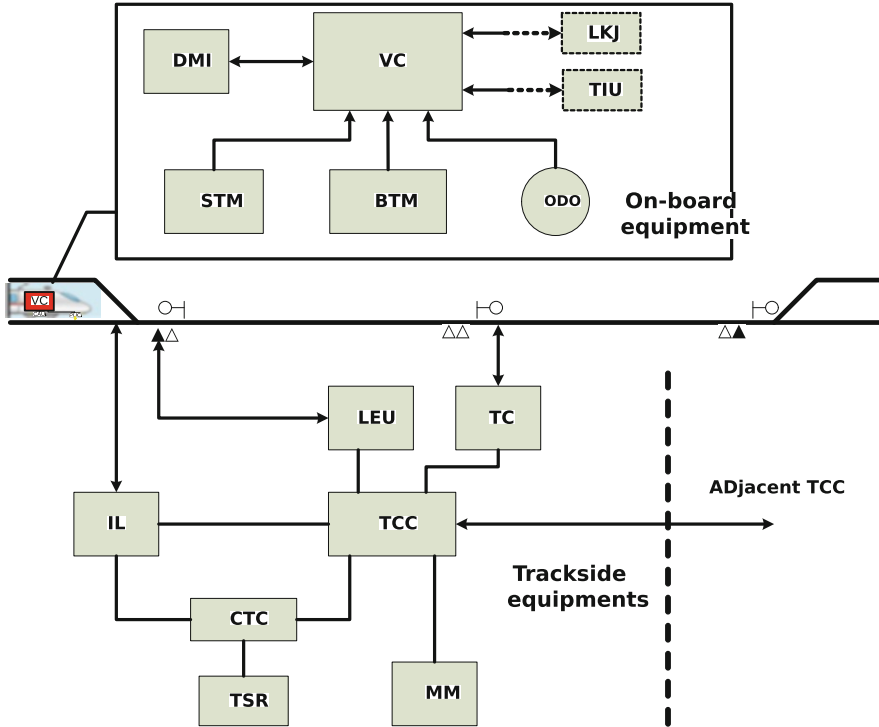 DMI
VC
LKJ
TIU
STM
BTM
ODO
On-board
equipment
VC
LEU
TC
ADjacent TCC
IL
TCC
Trackside
equipments
CTC
TSR
MM